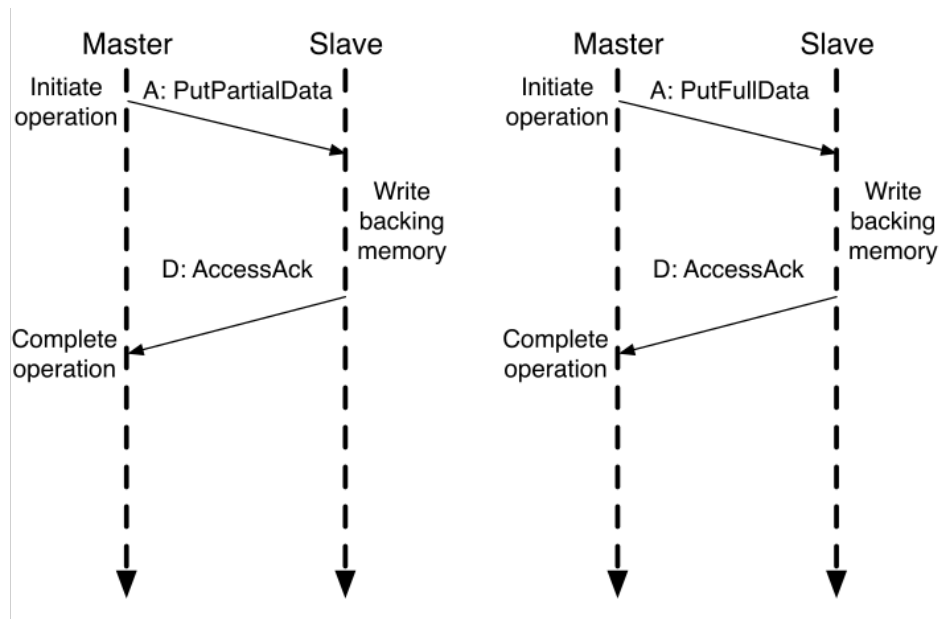 Master
Slave
Initiate
operation
A: PutPartialData
Write
backing
memory
D: AccessAck
Complete
operation
Master
Slave
Initiate
operation
A: PutFullData
Write
backing
memory
D: AccessAck
Complete
operation